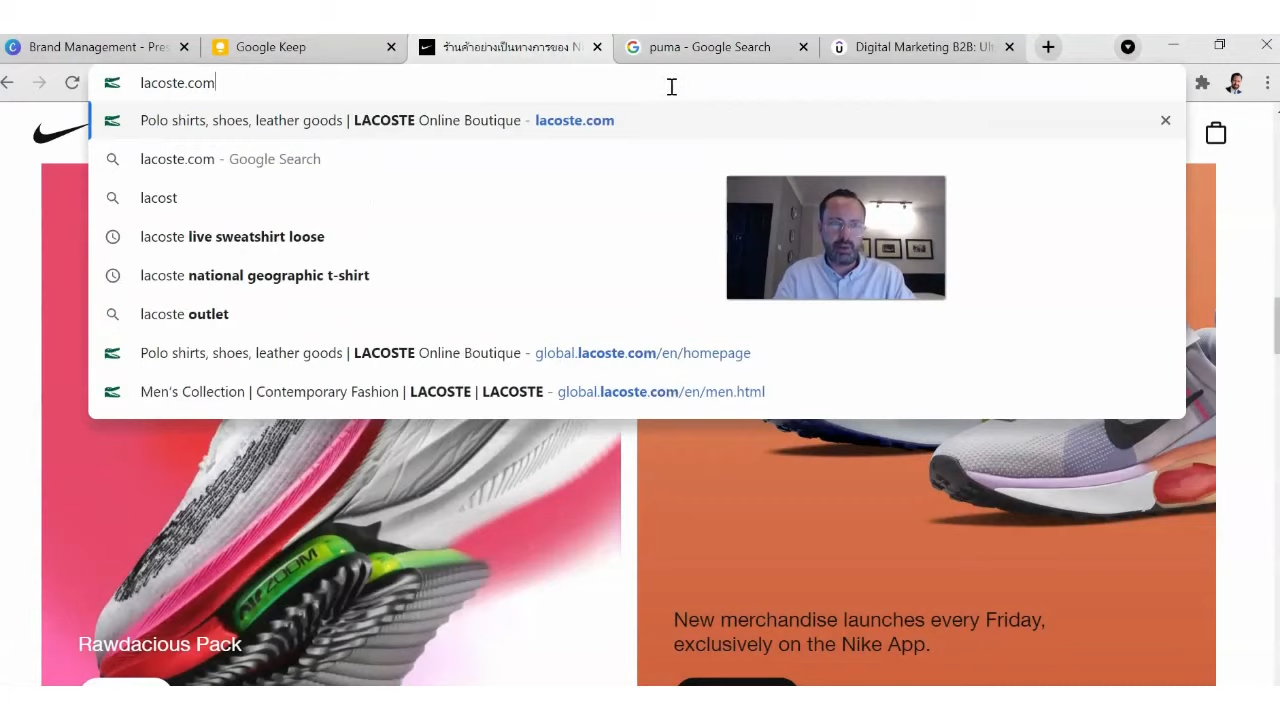 Brand Management - Pres
Google Keep
ร้านค้าอย่างเป็นทางการของ N
puma - Google Search
Digital Marketing B2B: Ult
lacoste.com
Polo shirts, shoes, leather goods | LACOSTE Online Boutique - lacoste.com
lacoste.com - Google Search
lacost
lacoste live sweatshirt loose
lacoste national geographic t-shirt
lacoste outlet
Polo shirts, shoes, leather goods | LACOSTE Online Boutique - global.lacoste.com/en/homepage
Men's Collection | Contemporary Fashion | LACOSTE | LACOSTE - global.lacoste.com/en/men.html
AIR ZOOM
Rawdacious Pack
New merchandise launches every Friday,
exclusively on the Nike App.